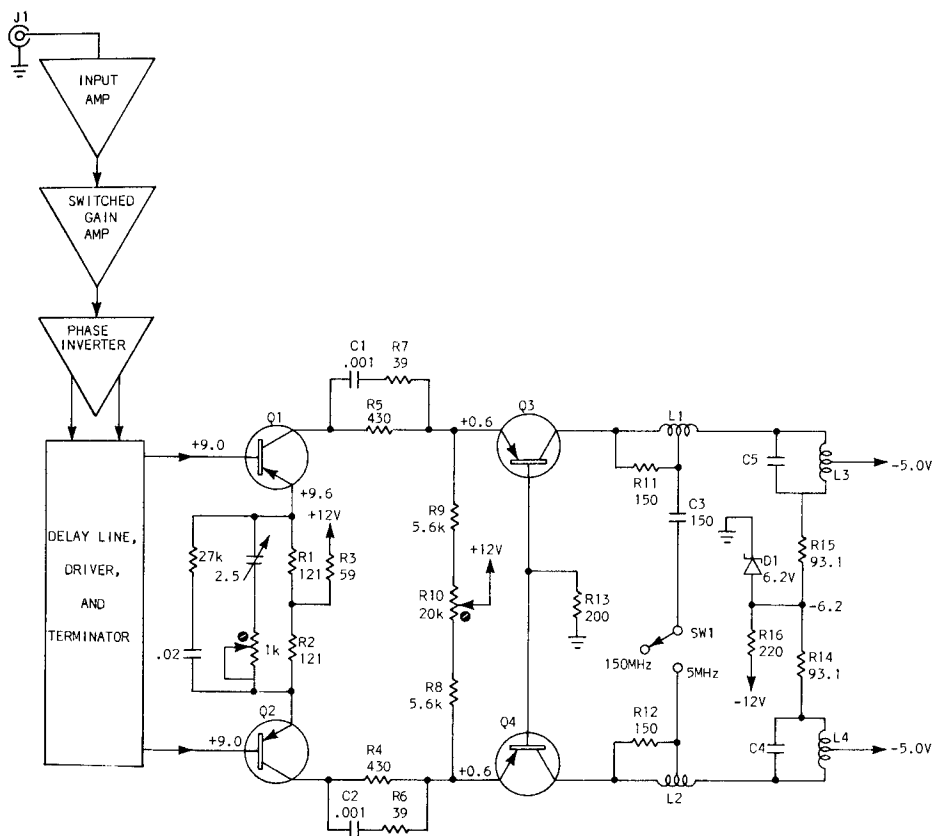 J1
INPUT
AMP
SWITCHED
GAIN
AMP
PHASE
INVERTER
DELAY LINE,
DRIVER,
AND
TERMINATOR
+9.0
+9.0
Q1
Q2
+9.6
+12V
27k
2.5
.02
1k
R1
121
R2
121
R3
59
C1
.001
R7
39
R5
430
R4
430
C2
.001
R6
39
+0.6
+0.6
R9
5.6k
R10
20k
+12V
R8
5.6k
Q3
Q4
R13
200
L1
R11
150
C3
150
SW1
150MHz
5MHz
R12
150
L2
C5
L3
-5.0V
R15
93.1
D1
6.2V
-6.2
R16
220
-12V
R14
93.1
C4
L4
-5.0V